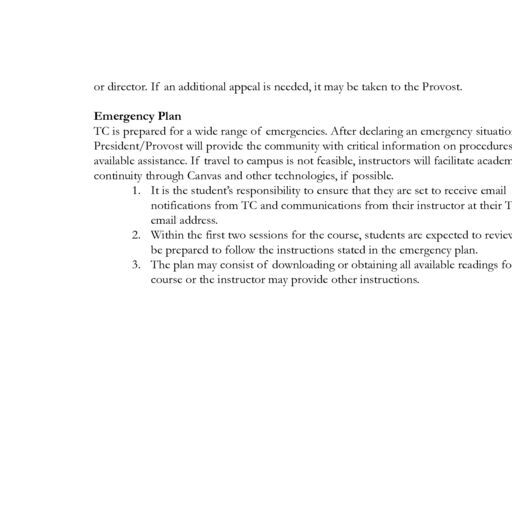 or director. If an additional appeal is needed, it may be taken to the Provost.
Emergency Plan
TC is prepared for a wide range of emergencies. After declaring an emergency situatio
President/Provost will provide the community with critical information on procedures
available assistance. If travel to campus is not feasible, instructors will facilitate academ
continuity through Canvas and other technologies, if possible.
1. It is the student's responsibility to ensure that they are set to receive email
notifications from TC and communications from their instructor at their T
email address.
2. Within the first two sessions for the course, students are expected to review
be prepared to follow the instructions stated in the emergency plan.
3. The plan may consist of downloading or obtaining all available readings fo
course or the instructor may provide other instructions.